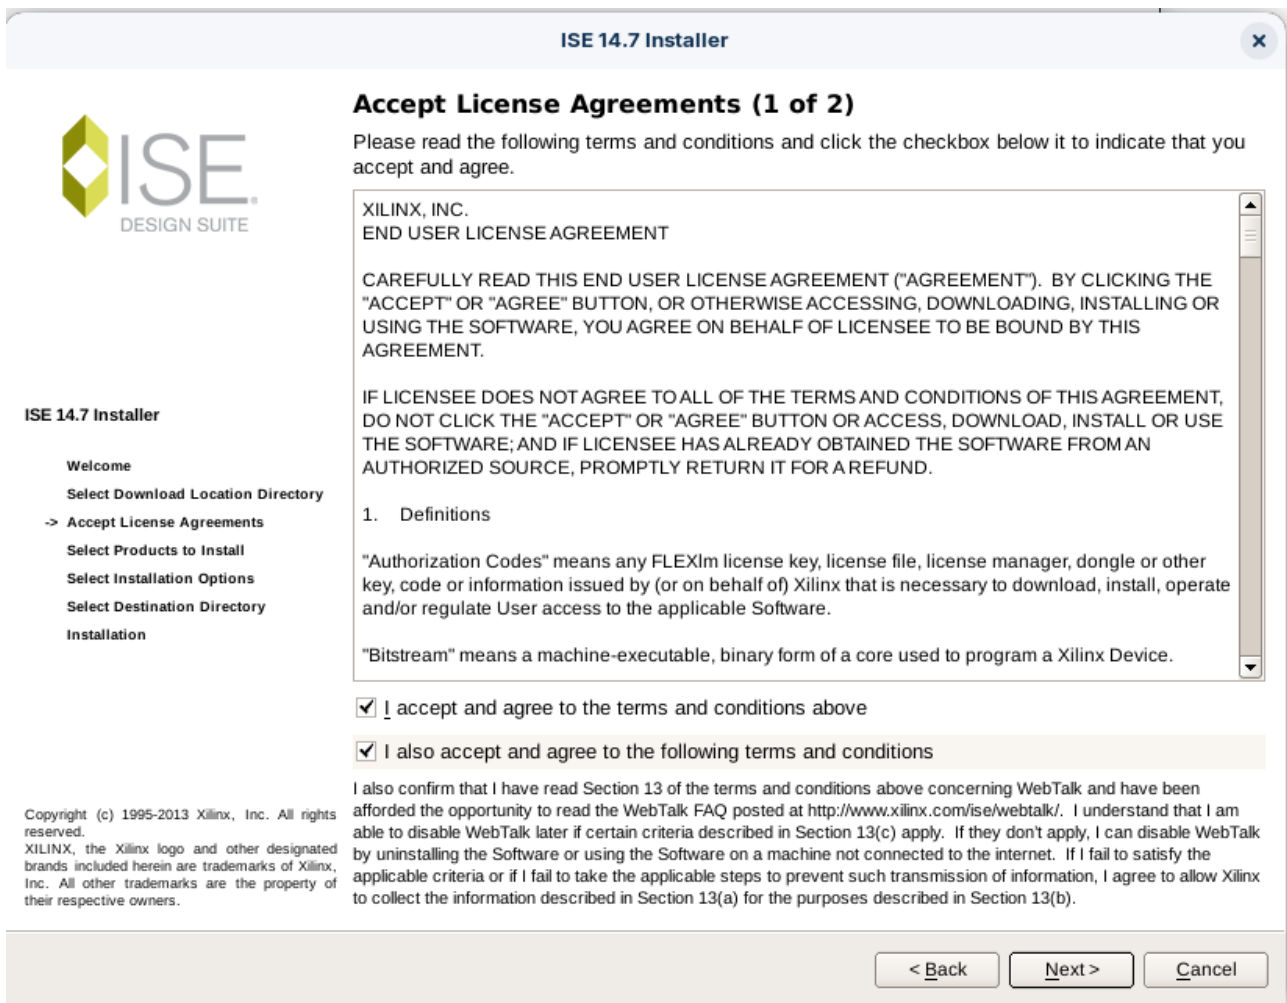 ISE 14.7 Installer
ISE
DESIGN SUITE
ISE 14.7 Installer
Welcome
Select Download Location Directory
-> Accept License Agreements
Select Products to Install
Select Installation Options
Select Destination Directory
Installation
Copyright (c) 1995-2013 Xilinx, Inc. All rights
reserved.
XILINX, the Xilinx logo and other designated
brands included herein are trademarks of Xilinx,
Inc. All other trademarks are the property of
their respective owners.
Accept License Agreements (1 of 2)
Please read the following terms and conditions and click the checkbox below it to indicate that you
accept and agree.
XILINX, INC.
END USER LICENSE AGREEMENT
CAREFULLY READ THIS END USER LICENSE AGREEMENT ("AGREEMENT"). BY CLICKING THE
"ACCEPT" OR "AGREE" BUTTON, OR OTHERWISE ACCESSING, DOWNLOADING, INSTALLING OR
USING THE SOFTWARE, YOU AGREE ON BEHALF OF LICENSEE TO BE BOUND BY THIS
AGREEMENT.
IF LICENSEE DOES NOT AGREE TO ALL OF THE TERMS AND CONDITIONS OF THIS AGREEMENT,
DO NOT CLICK THE "ACCEPT" OR "AGREE" BUTTON OR ACCESS, DOWNLOAD, INSTALL OR USE
THE SOFTWARE; AND IF LICENSEE HAS ALREADY OBTAINED THE SOFTWARE FROM AN
AUTHORIZED SOURCE, PROMPTLY RETURN IT FOR A REFUND.
1. Definitions
"Authorization Codes" means any FLEXlm license key, license file, license manager, dongle or other
key, code or information issued by (or on behalf of) Xilinx that is necessary to download, install, operate
and/or regulate User access to the applicable Software.
"Bitstream" means a machine-executable, binary form of a core used to program a Xilinx Device.
I accept and agree to the terms and conditions above
I also accept and agree to the following terms and conditions
I also confirm that I have read Section 13 of the terms and conditions above concerning WebTalk and have been
afforded the opportunity to read the WebTalk FAQ posted at http://www.xilinx.com/ise/webtalk/. I understand that I am
able to disable WebTalk later if certain criteria described in Section 13(c) apply. If they don't apply, I can disable WebTalk
by uninstalling the Software or using the Software on a machine not connected to the internet. If I fail to satisfy the
applicable criteria or if I fail to take the applicable steps to prevent such transmission of information, I agree to allow Xilinx
to collect the information described in Section 13(a) for the purposes described in Section 13(b).
< Back
Next >
Cancel